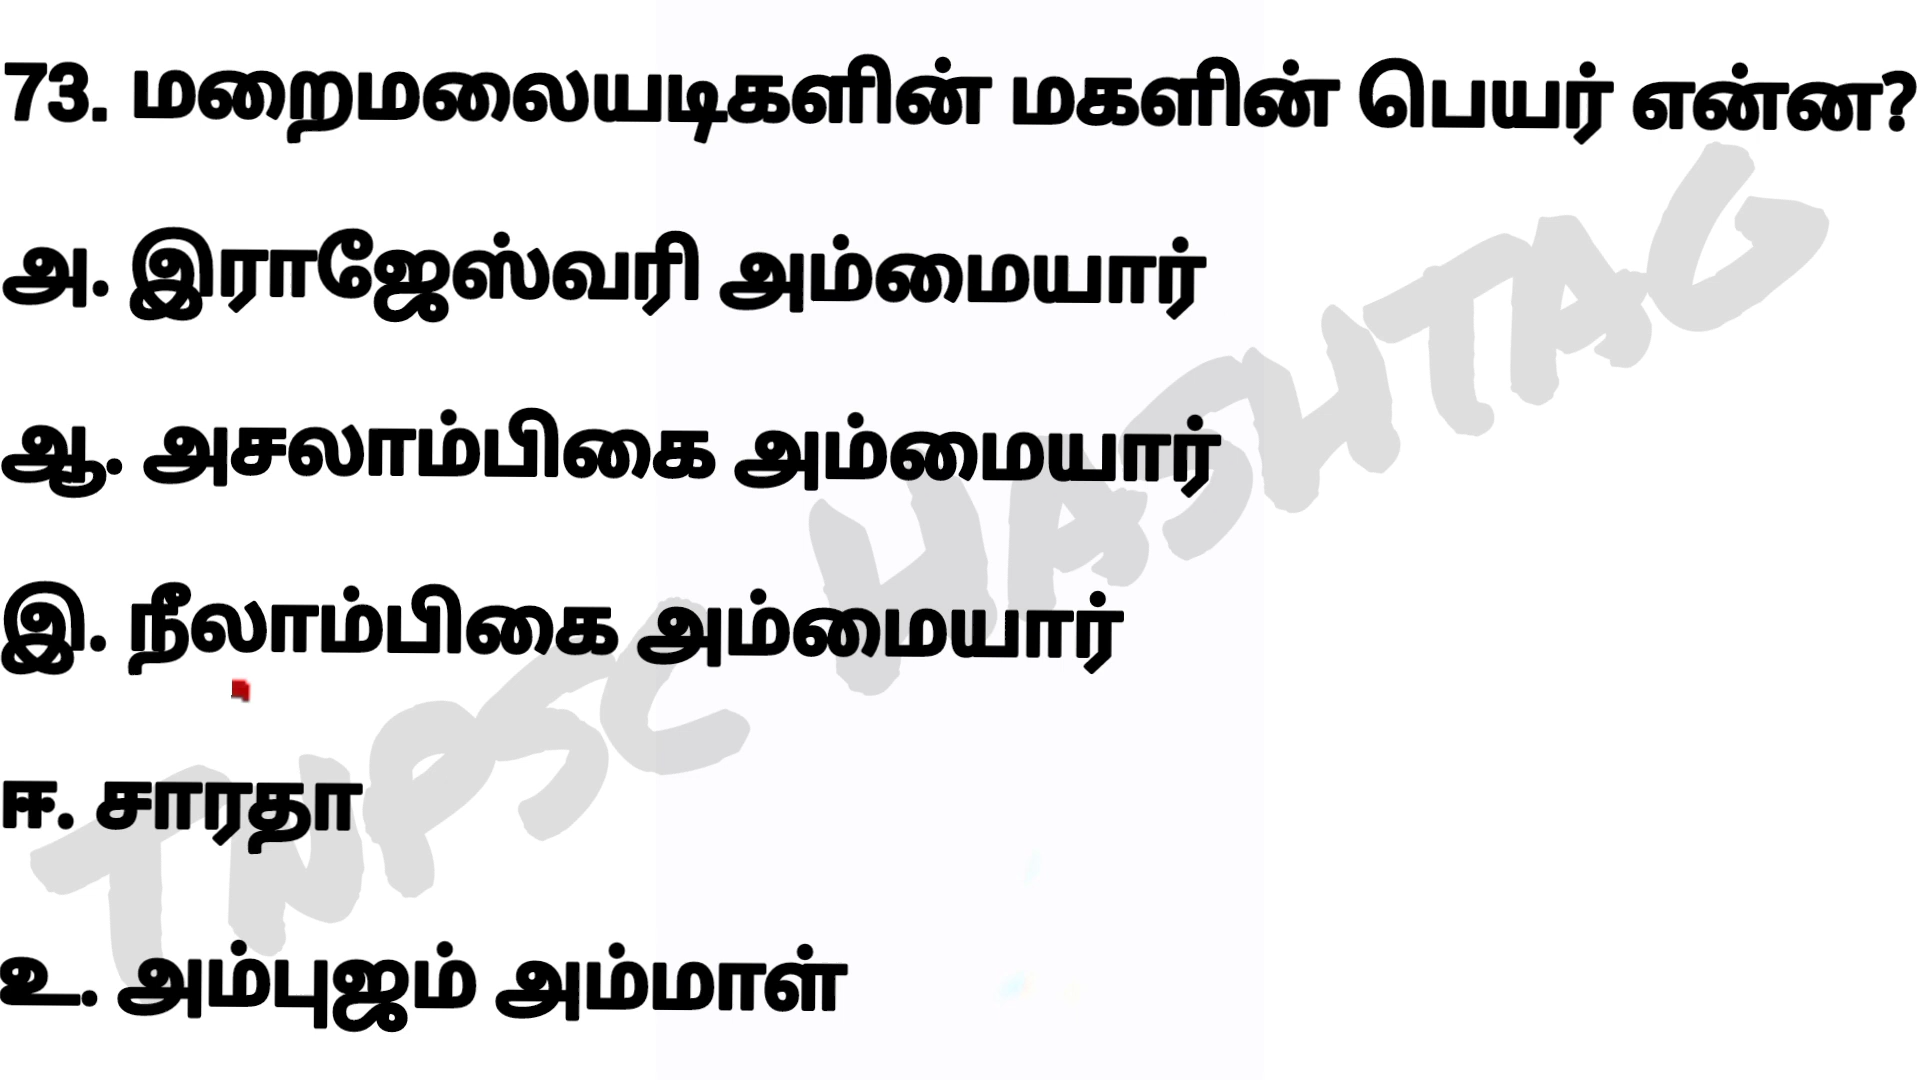 73. மறைமலையடிகளின் மகளின் பெயர் என்ன?
அ. இராஜேஸ்வரி அம்மையார்
ஆ. அசலாம்பிகை அம்மையார்
இ. நீலாம்பிகை அம்மையார்
ஈ. சாரதா
உ. அம்புஜம் அம்மாள்
TNPSC HASHTAG